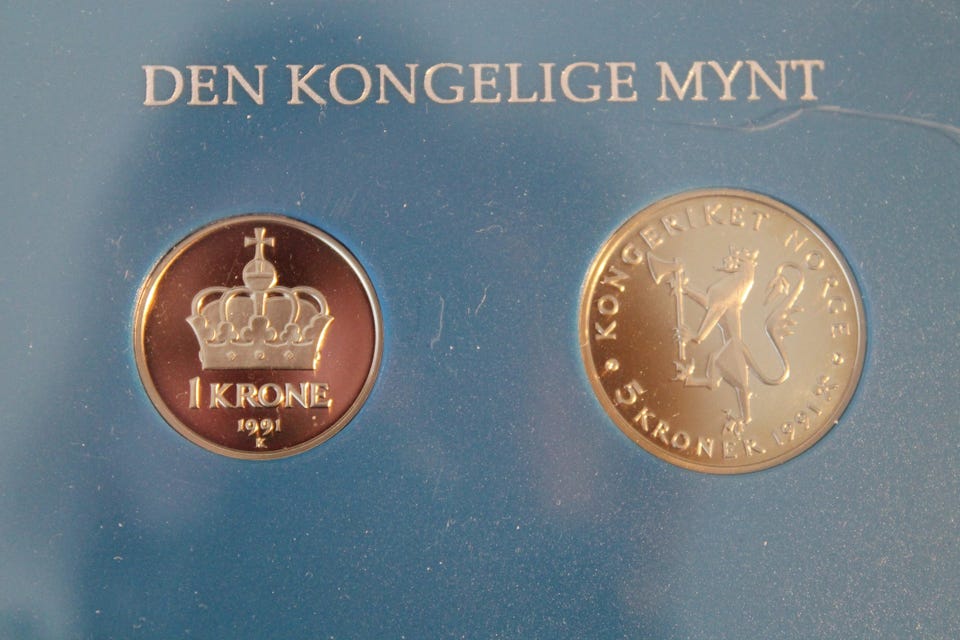 DEN KONGELIGE MYNT
1 KRONE
1991
K
KONGERIKET NORGE
5 KRONER 1991